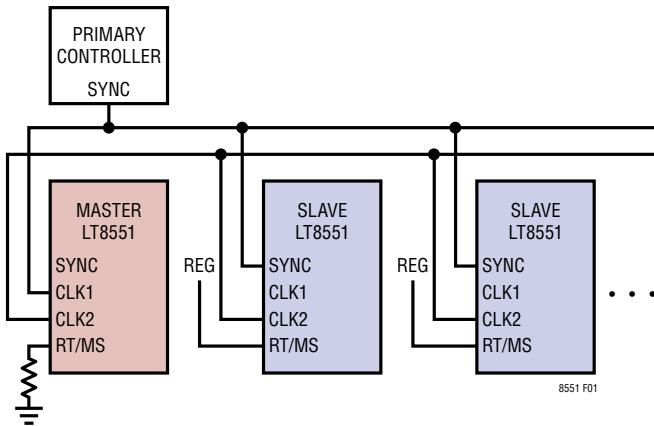 PRIMARY
CONTROLLER
SYNC
MASTER
LT8551
SYNC
CLK1
CLK2
RT/MS
REG
SLAVE
LT8551
SYNC
CLK1
CLK2
RT/MS
REG
SLAVE
LT8551
SYNC
CLK1
CLK2
RT/MS
8551 F01